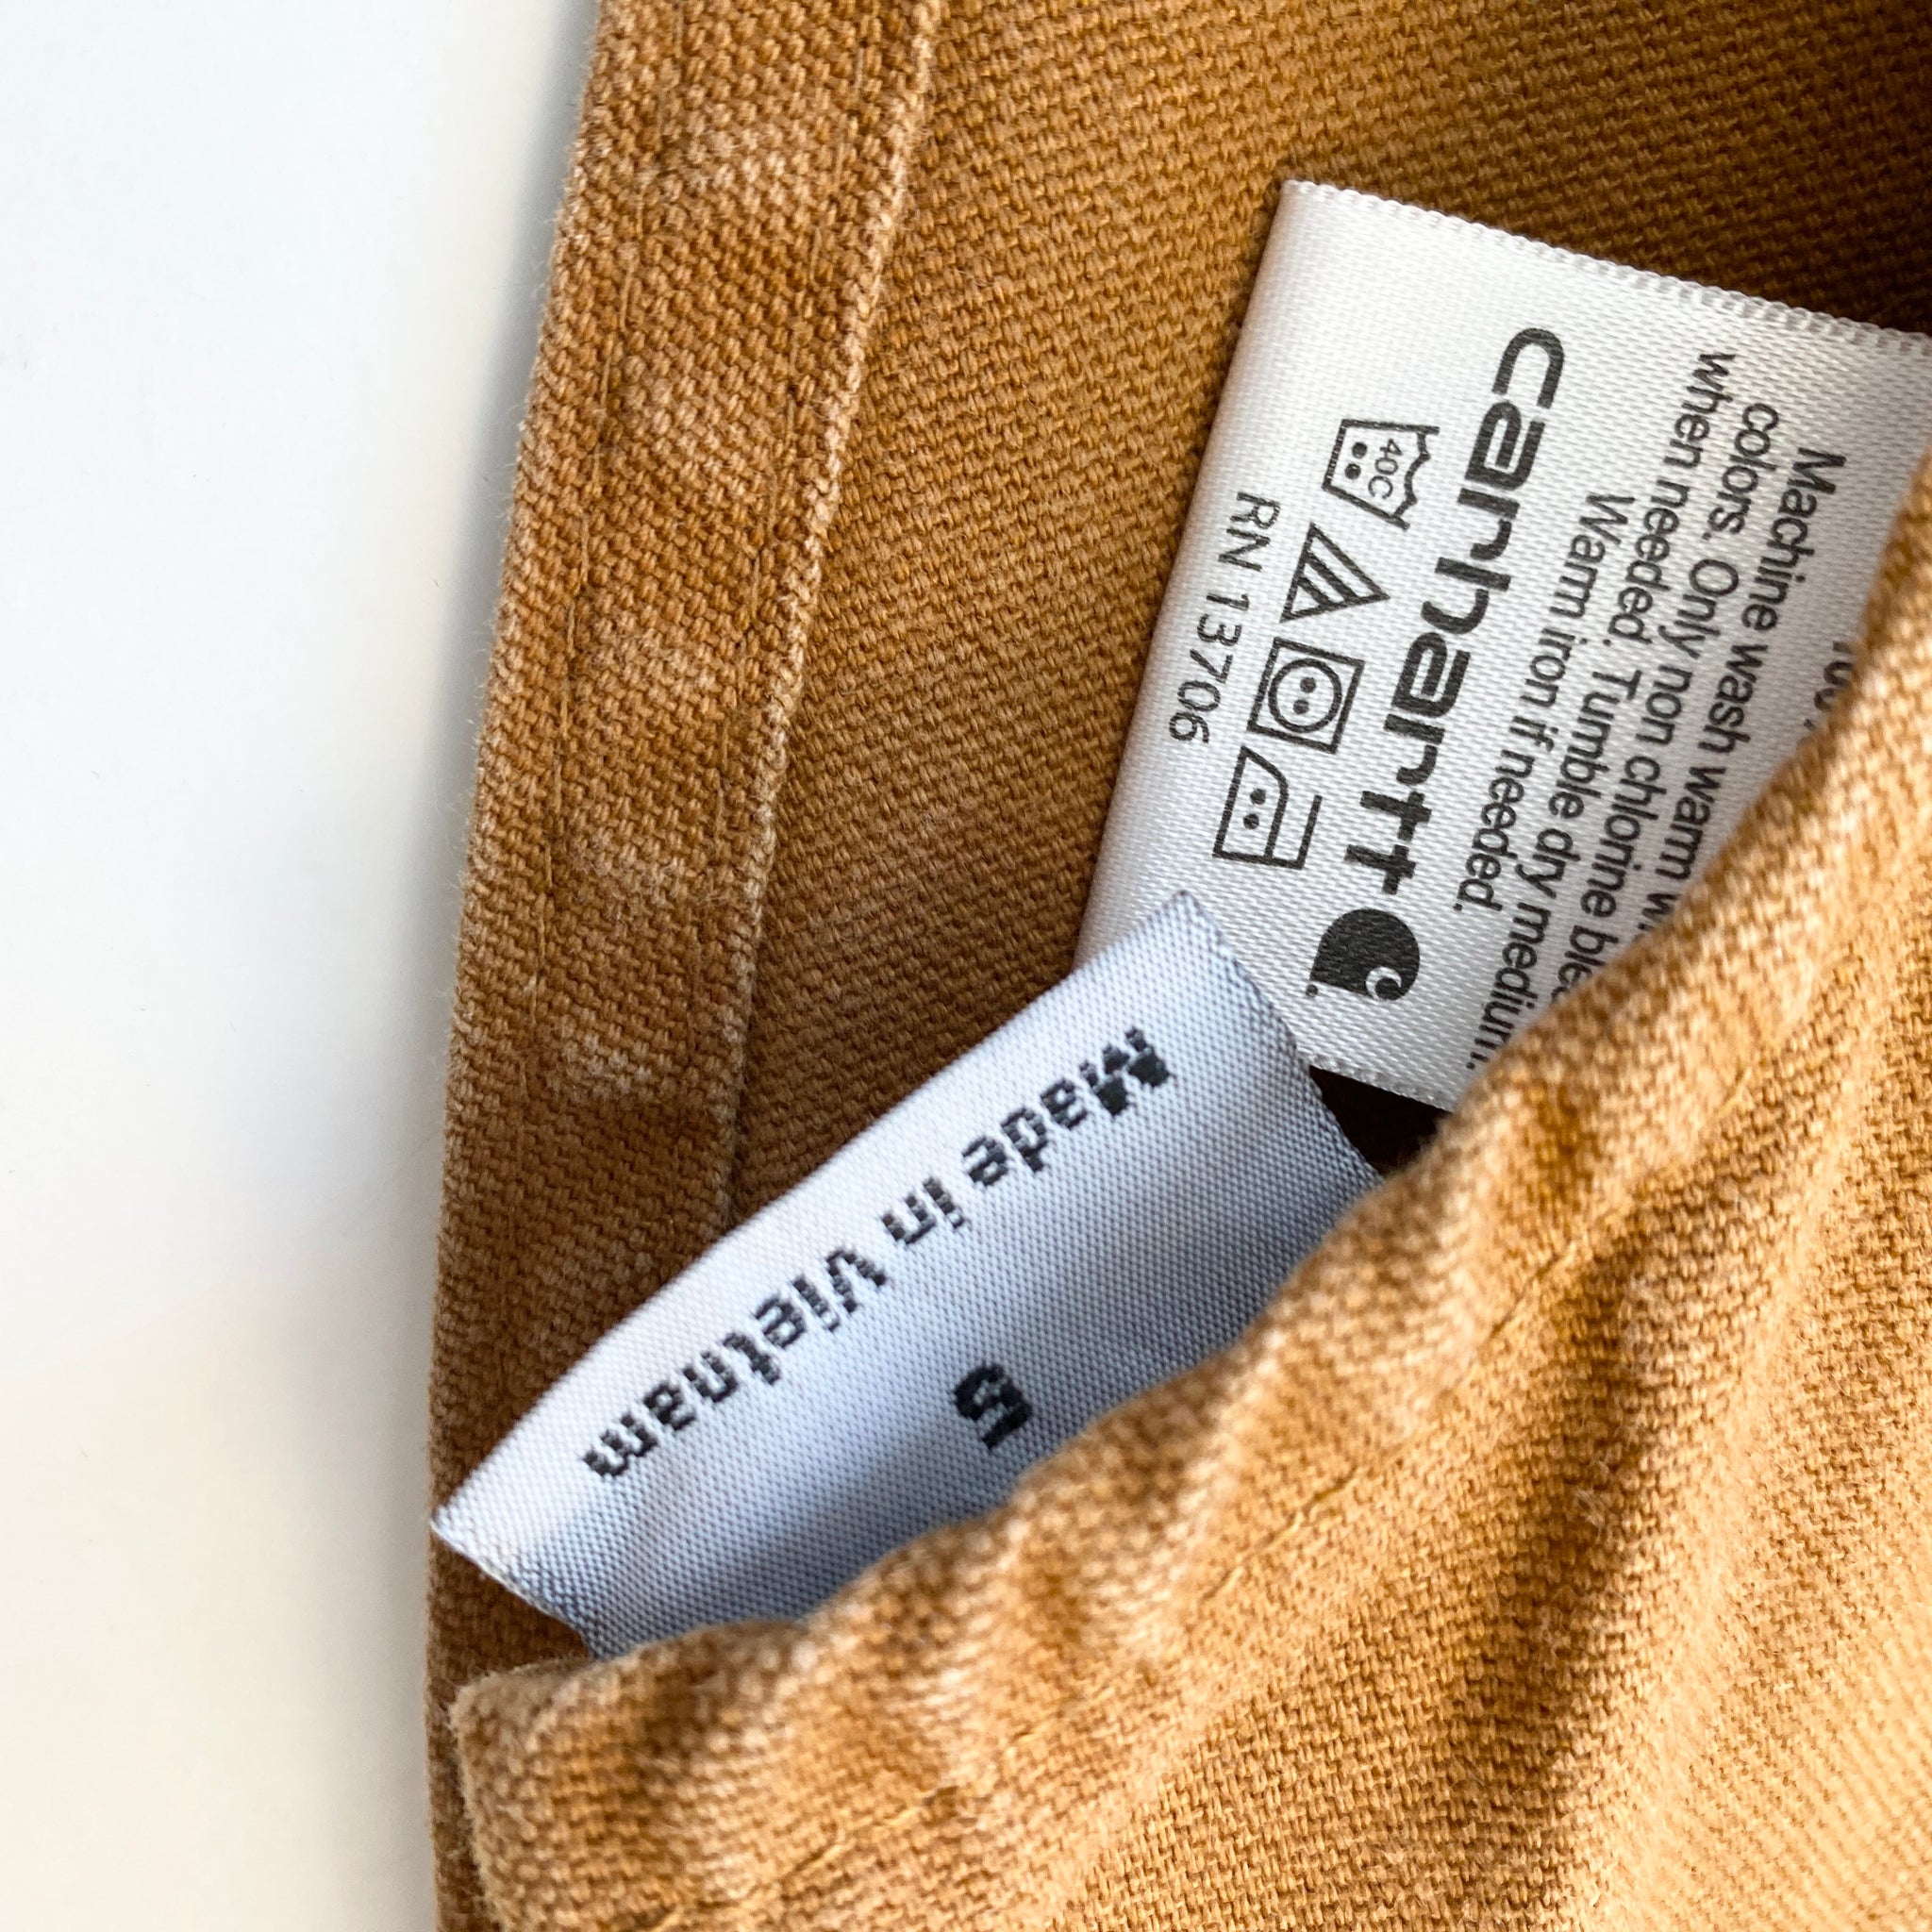 Machine wash warm
colors. Only non chlorine
when needed. Tumble dry medium.
Warm iron if needed.
carhartt
40C
RN 13706
Made in Vietnam
5